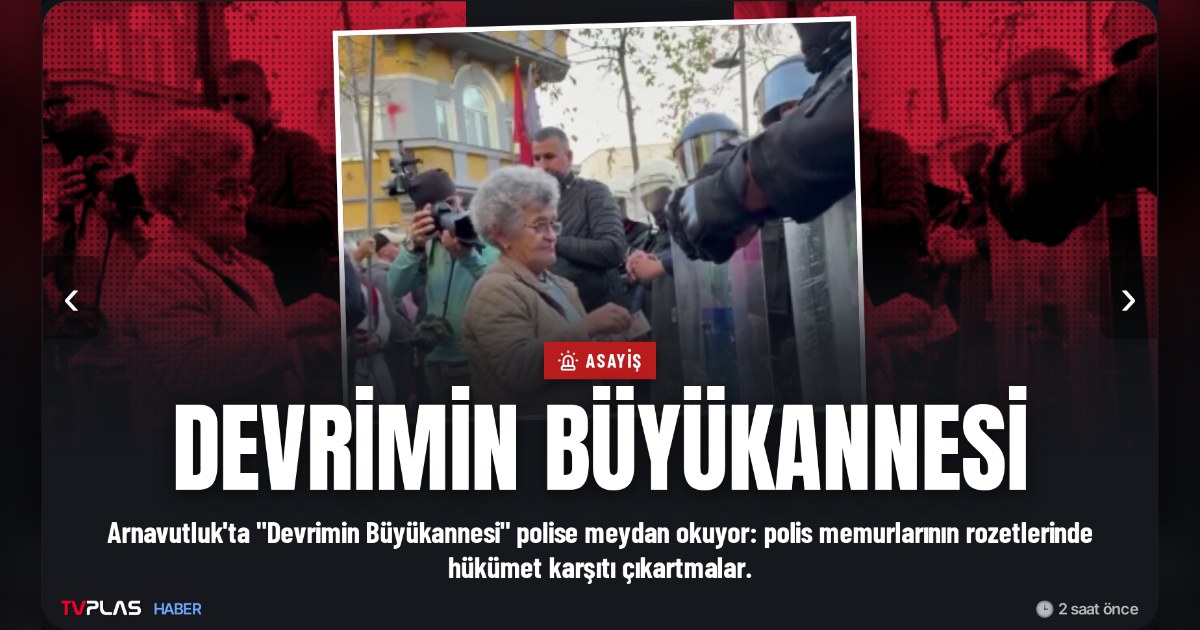 ASAYİŞ
DEVRİMİN BÜYÜKANNESİ
Arnavutluk'ta "Devrimin Büyükannesi" polise meydan okuyor: polis memurlarının rozetlerinde
hükümet karşıtı çıkartmalar.
TVPLAS HABER
2 saat önce